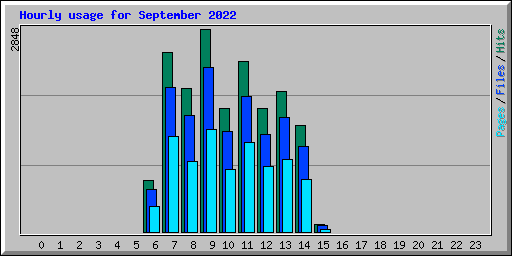 Hourly usage for September 2022
2848
Pages/Files/Hits
0 1 2 3 4 5 6 7 8 9 10 11 12 13 14 15 16 17 18 19 20 21 22 23